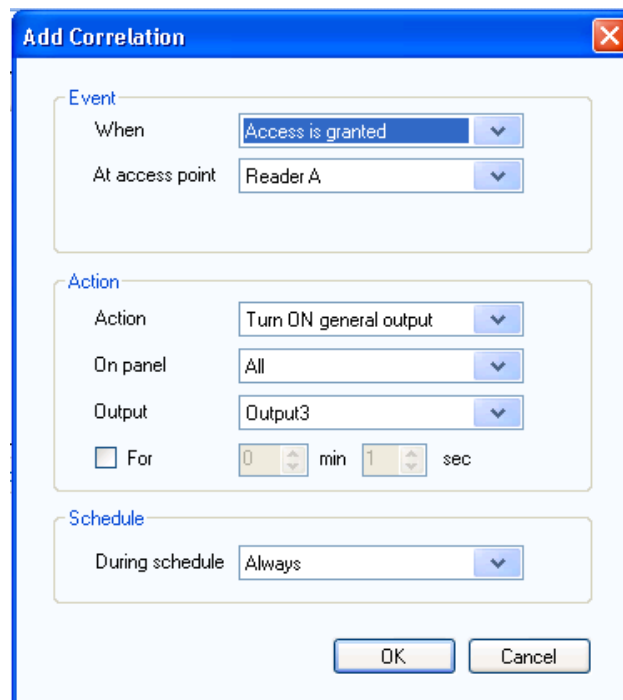 Add Correlation
Event
When Access is granted
At access point Reader A
Action
Action Turn ON general output
On panel All
Output Output3
For 0 min 1 sec
Schedule
During schedule Always
OK Cancel